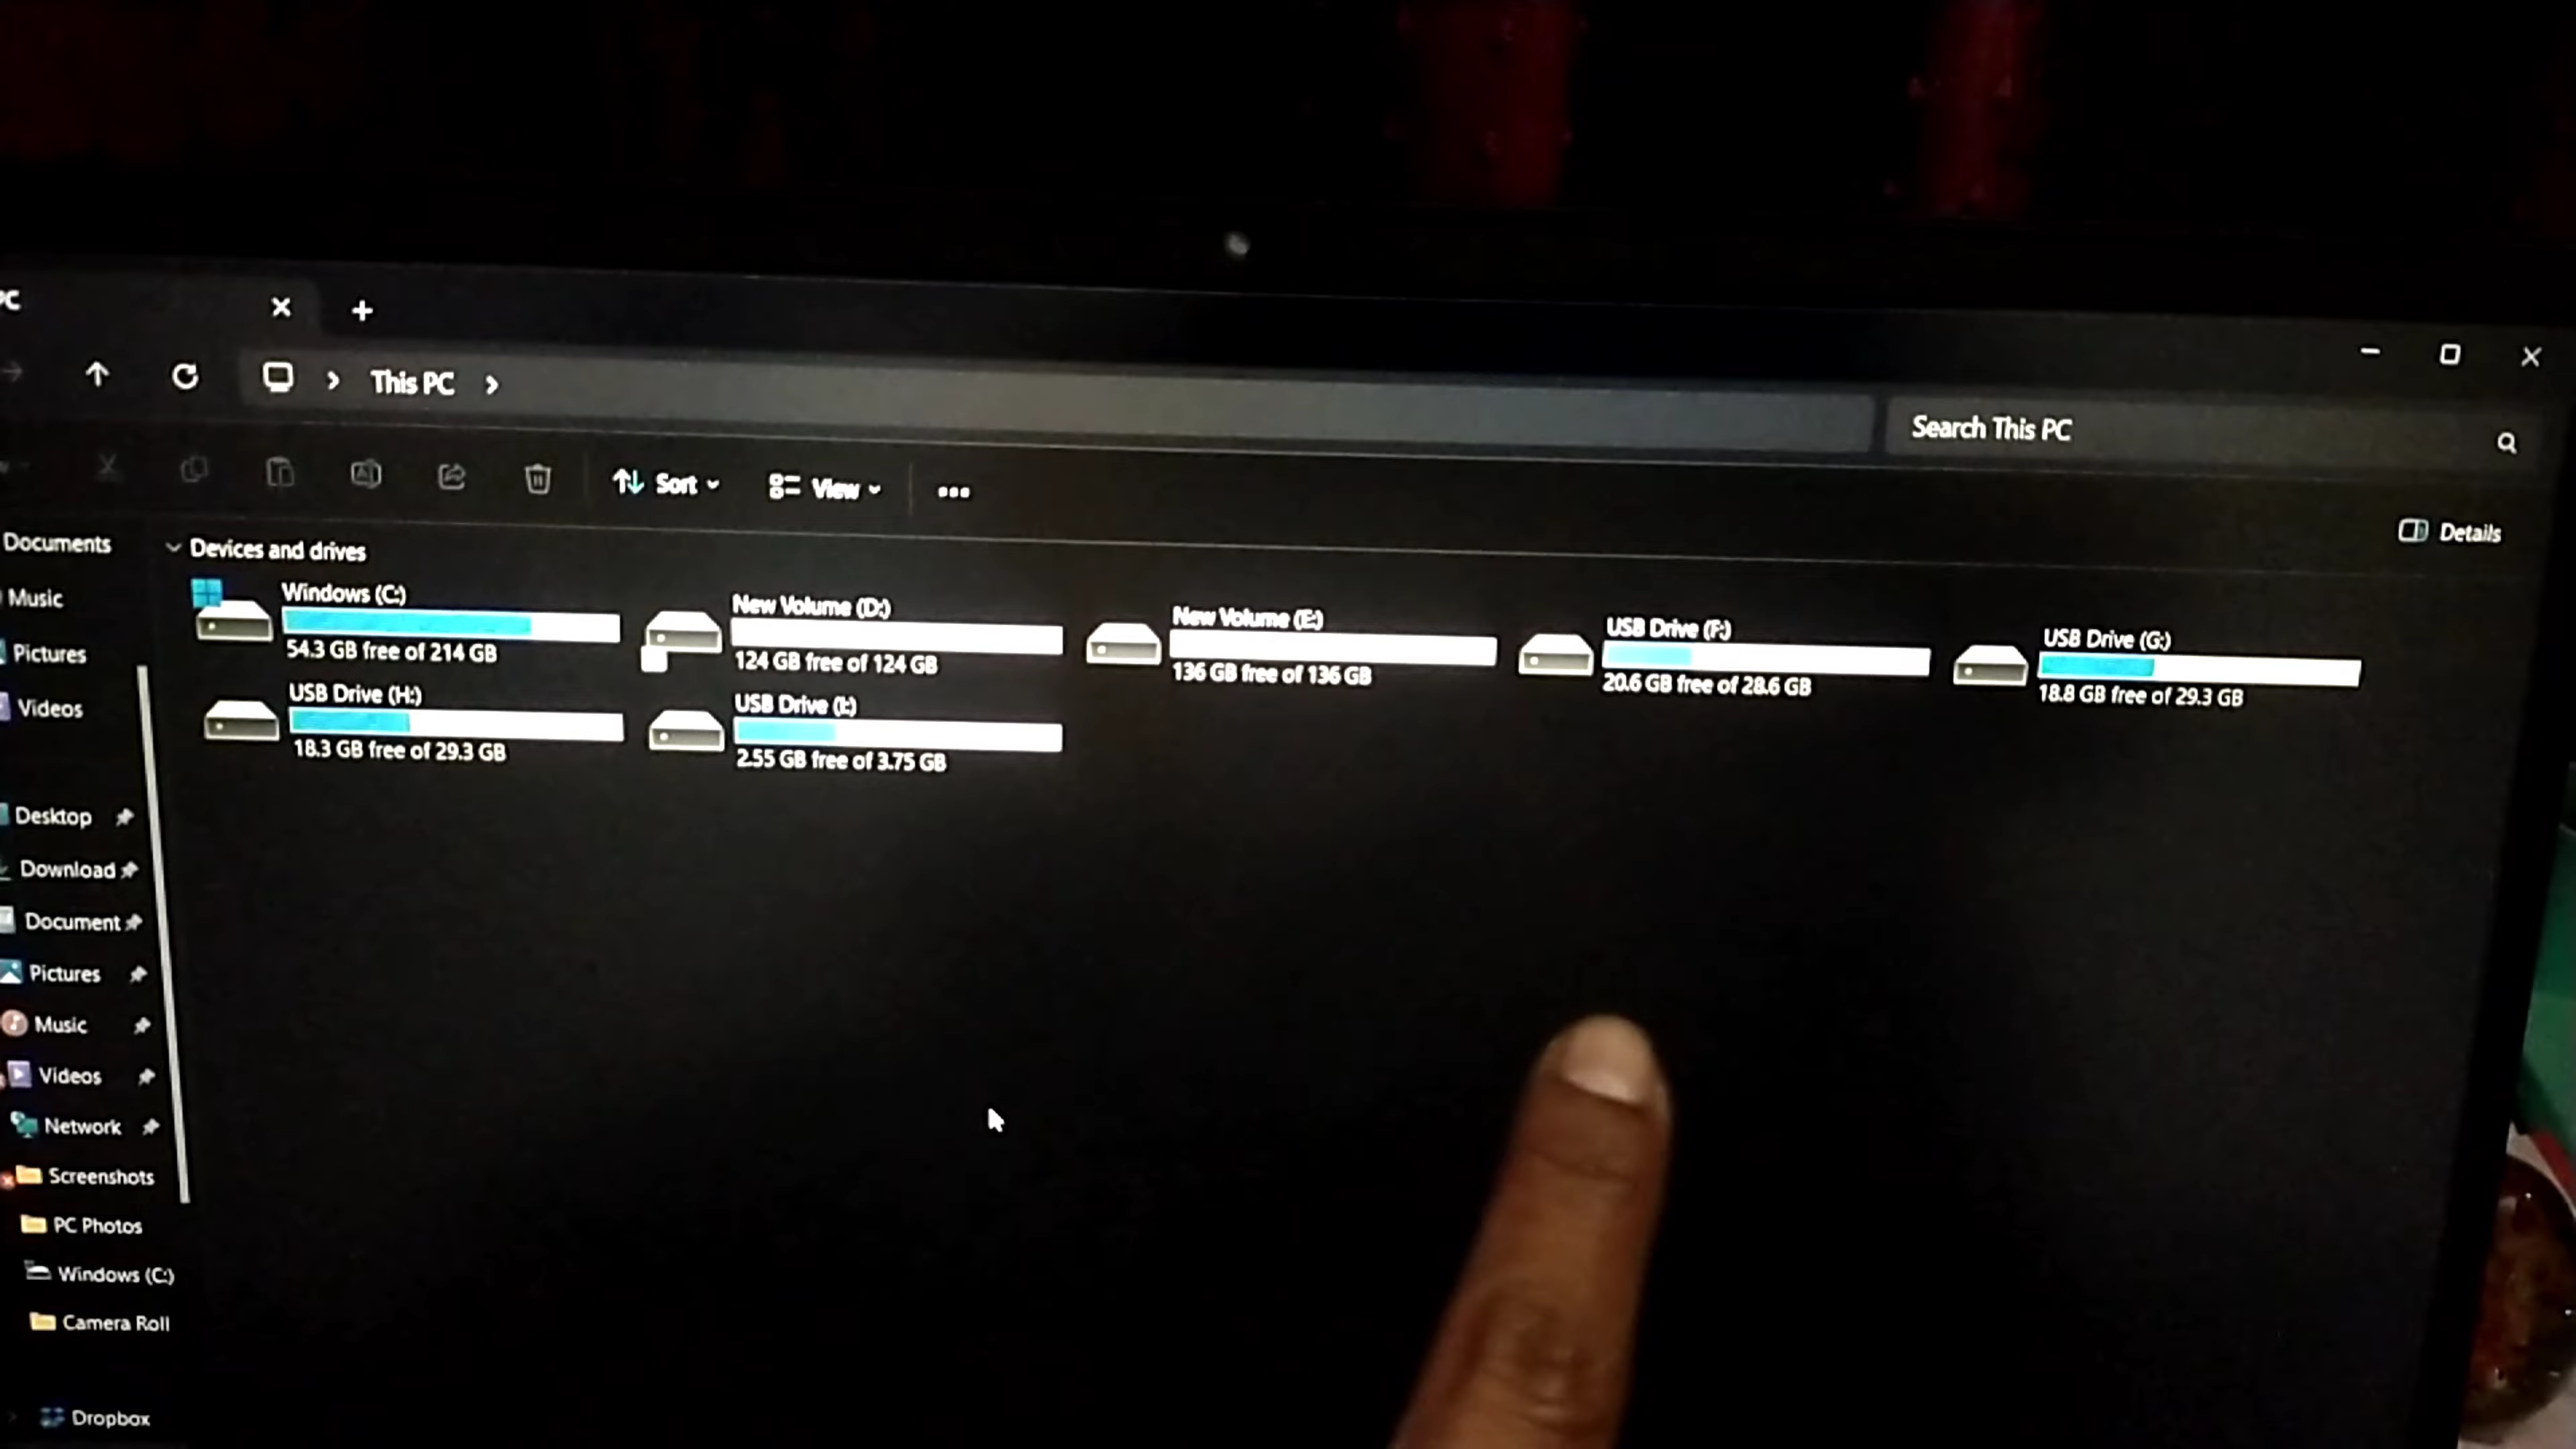 PC
This PC
Search This PC
Sort
View
Details
Devices and drives
Windows (C:)
54.3 GB free of 214 GB
New Volume (D:)
124 GB free of 124 GB
New Volume (E:)
136 GB free of 136 GB
USB Drive (F:)
20.6 GB free of 28.6 GB
USB Drive (G:)
18.8 GB free of 29.3 GB
USB Drive (H:)
18.3 GB free of 29.3 GB
USB Drive (I:)
2.55 GB free of 3.75 GB
Documents
Music
Pictures
Videos
Desktop
Download
Document
Pictures
Music
Videos
Network
Screenshots
PC Photos
Windows (C:)
Camera Roll
Dropbox